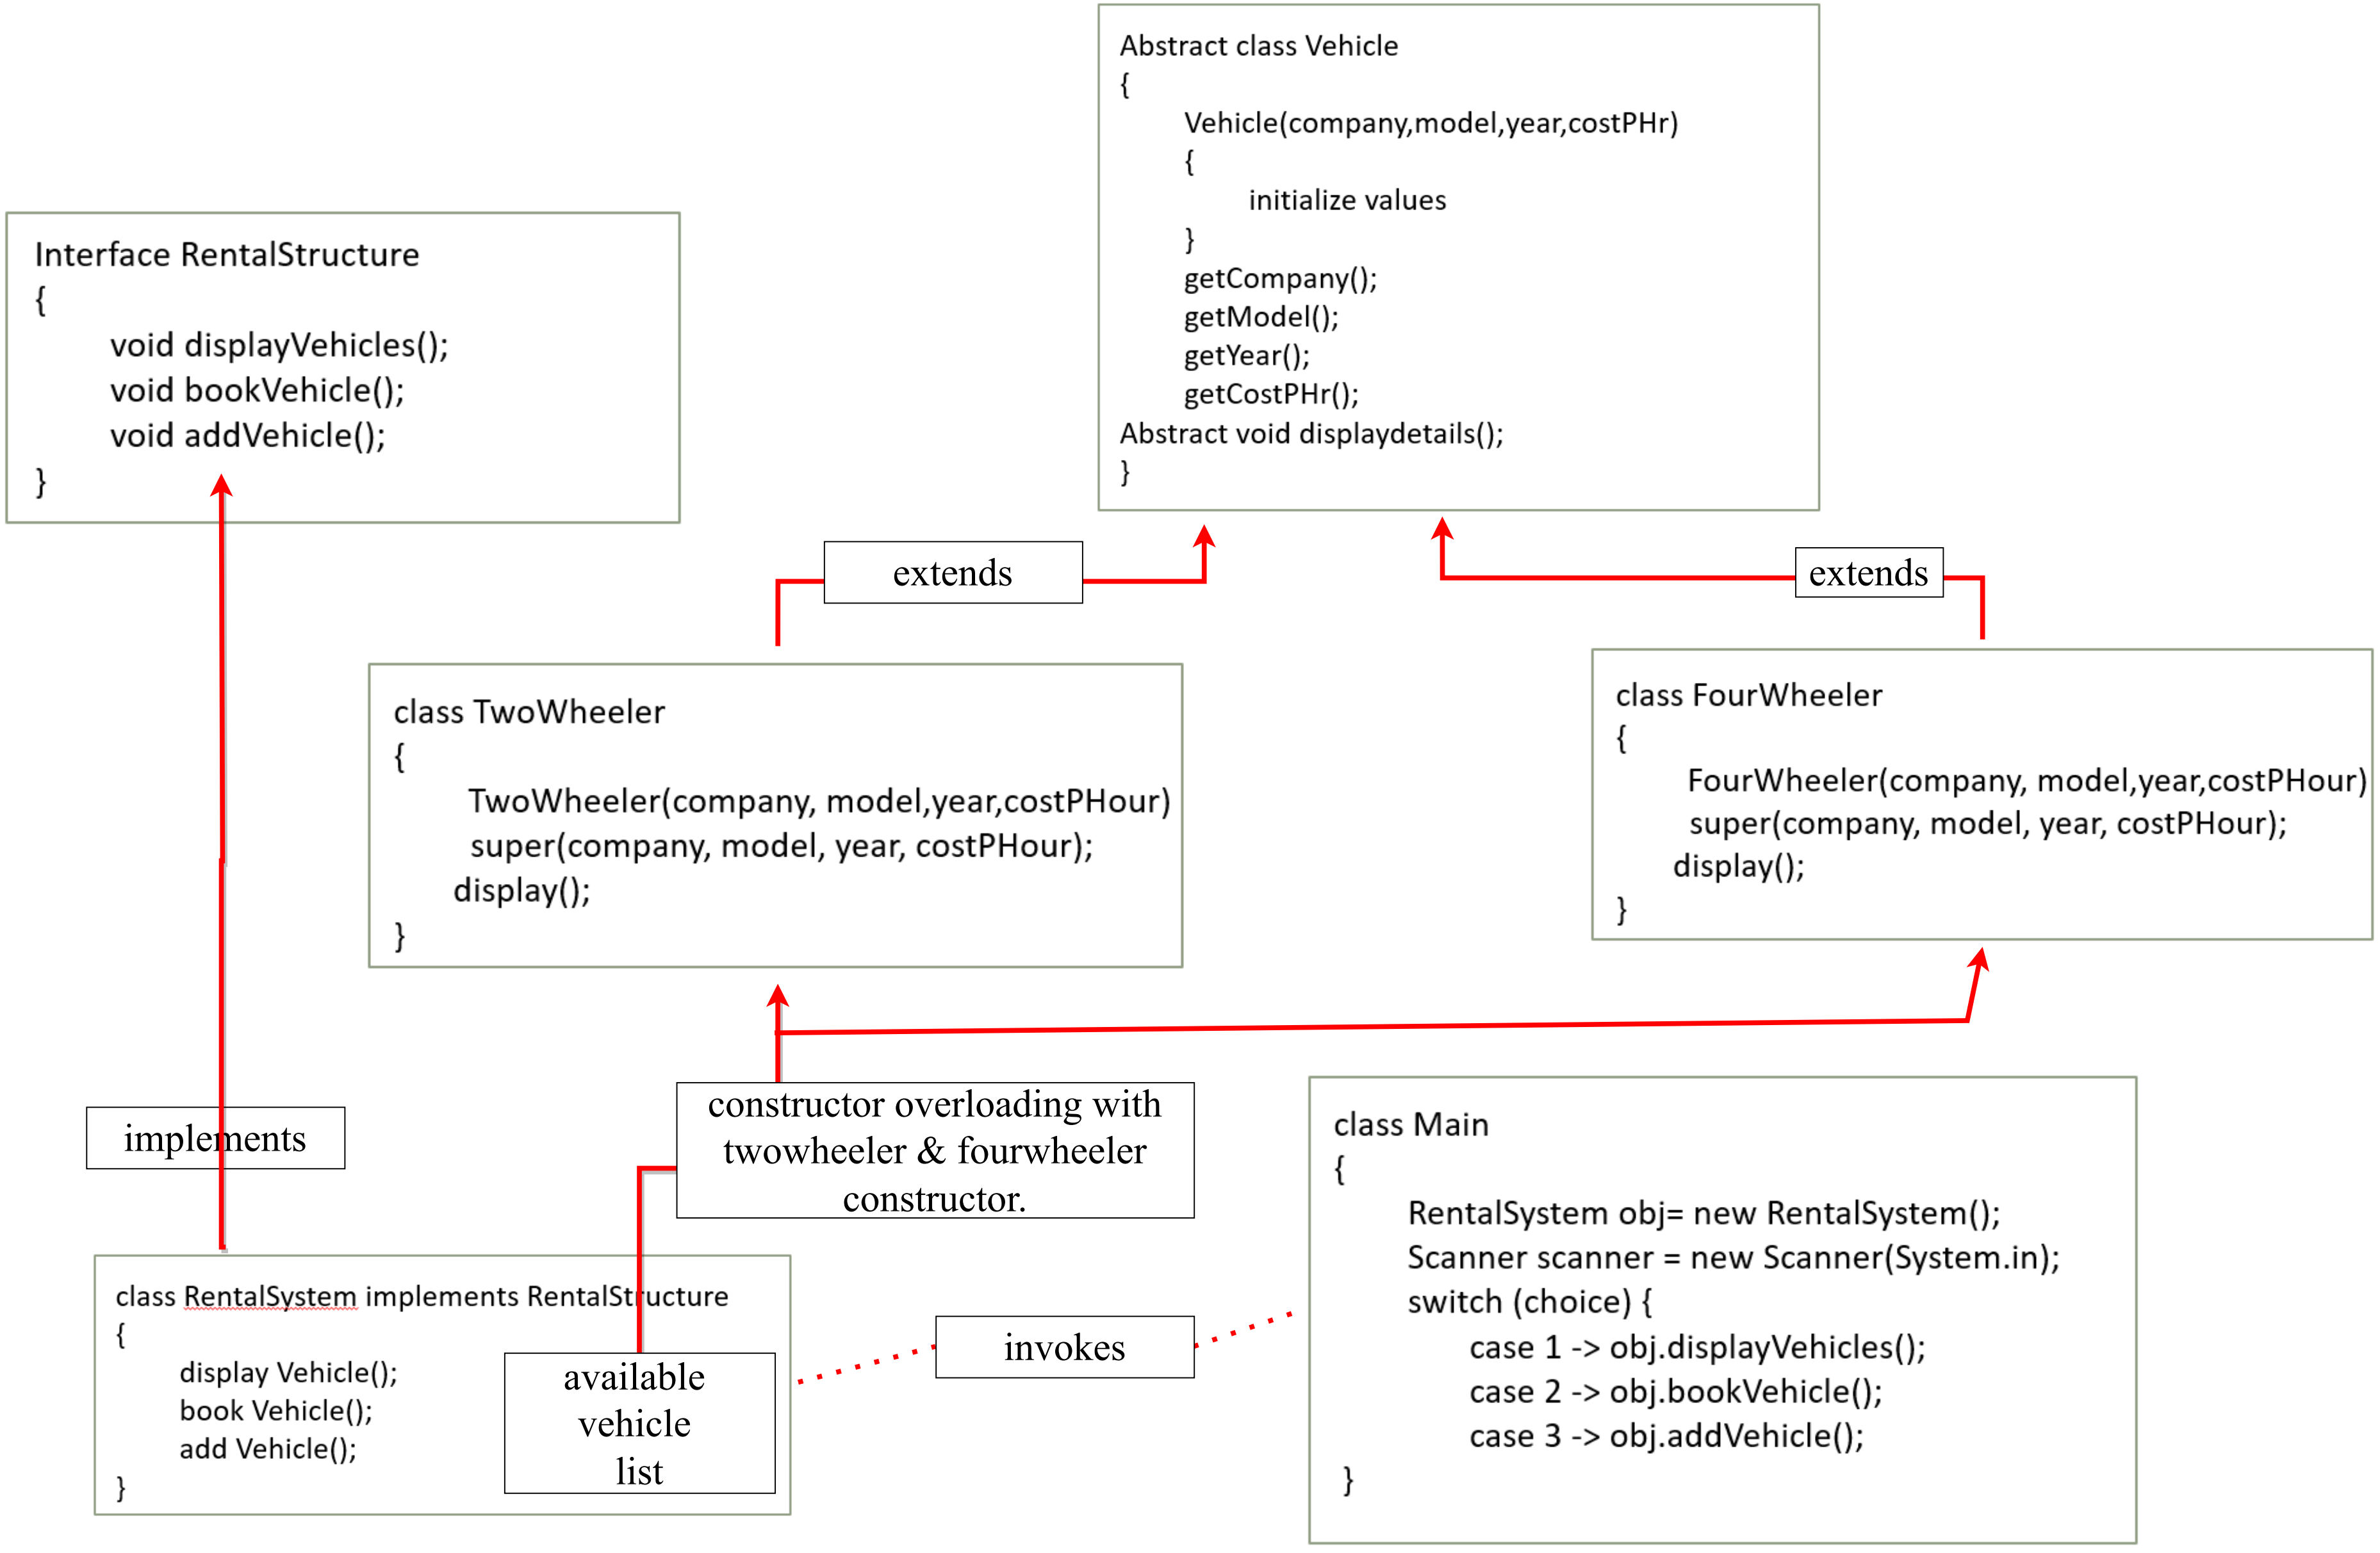 Abstract class Vehicle
{
Vehicle(company,model,year,costPHr)
{
initialize values
}
getCompany();
getModel();
getYear();
getCostPHr();
Abstract void displaydetails();
}
Interface RentalStructure
{
void displayVehicles();
void bookVehicle();
void addVehicle();
}
extends
extends
class TwoWheeler
{
TwoWheeler(company, model,year,costPHour)
super(company, model, year, costPHour);
display();
}
class FourWheeler
{
FourWheeler(company, model,year,costPHour)
super(company, model, year, costPHour);
display();
}
implements
constructor overloading with
twowheeler & fourwheeler
constructor.
class RentalSystem implements RentalStructure
{
display Vehicle();
book Vehicle();
add Vehicle();
}
available
vehicle
list
invokes
class Main
{
RentalSystem obj= new RentalSystem();
Scanner scanner = new Scanner(System.in);
switch (choice) {
case 1 -> obj.displayVehicles();
case 2 -> obj.bookVehicle();
case 3 -> obj.addVehicle();
}